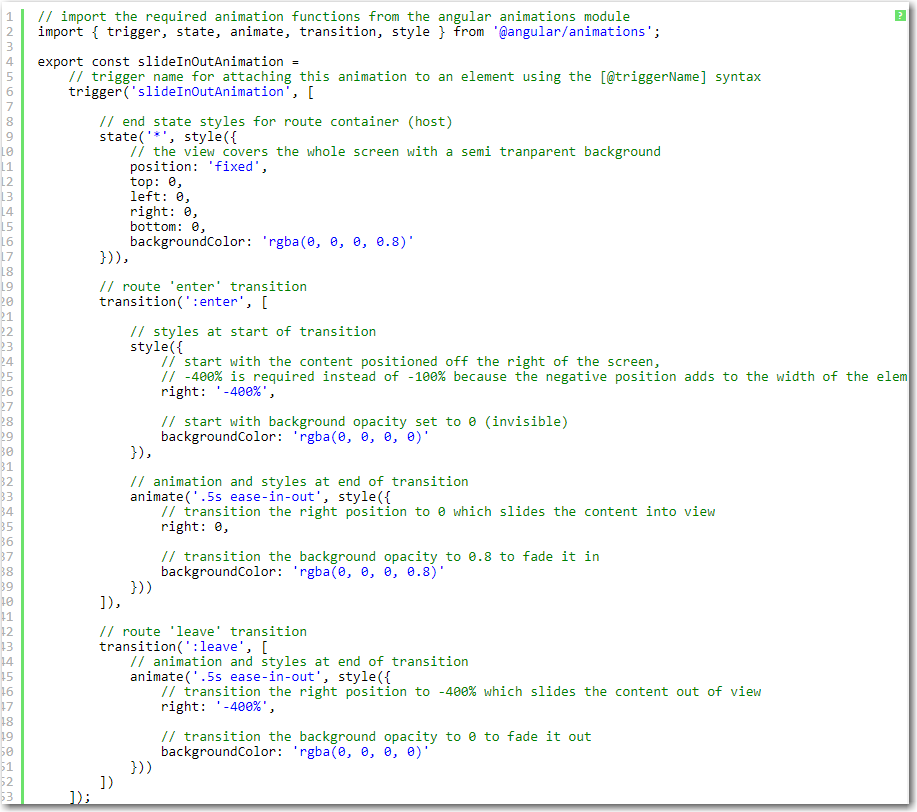 1 // import the required animation functions from the angular animations module
2 import { trigger, state, animate, transition, style } from '@angular/animations';
3
4 export const slideInOutAnimation =
5     // trigger name for attaching this animation to an element using the [@triggerName] syntax
6     trigger('slideInOutAnimation', [
7
8         // end state styles for route container (host)
9         state('*', style({
10             // the view covers the whole screen with a semi tranparent background
11             position: 'fixed',
12             top: 0,
13             left: 0,
14             right: 0,
15             bottom: 0,
16             backgroundColor: 'rgba(0, 0, 0, 0.8)'
17         })),
18
19         // route 'enter' transition
20         transition(':enter', [
21
22             // styles at start of transition
23             style({
24                 // start with the content positioned off the right of the screen,
25                 // -400% is required instead of -100% because the negative position adds to the width of the elem
26                 right: '-400%',
27
28                 // start with background opacity set to 0 (invisible)
29                 backgroundColor: 'rgba(0, 0, 0, 0)'
30             }),
31
32             // animation and styles at end of transition
33             animate('.5s ease-in-out', style({
34                 // transition the right position to 0 which slides the content into view
35                 right: 0,
36
37                 // transition the background opacity to 0.8 to fade it in
38                 backgroundColor: 'rgba(0, 0, 0, 0.8)'
39             }))
40         ]),
41
42         // route 'leave' transition
43         transition(':leave', [
44             // animation and styles at end of transition
45             animate('.5s ease-in-out', style({
46                 // transition the right position to -400% which slides the content out of view
47                 right: '-400%',
48
49                 // transition the background opacity to 0 to fade it out
50                 backgroundColor: 'rgba(0, 0, 0, 0)'
51             }))
52         ])
53     ]);
?